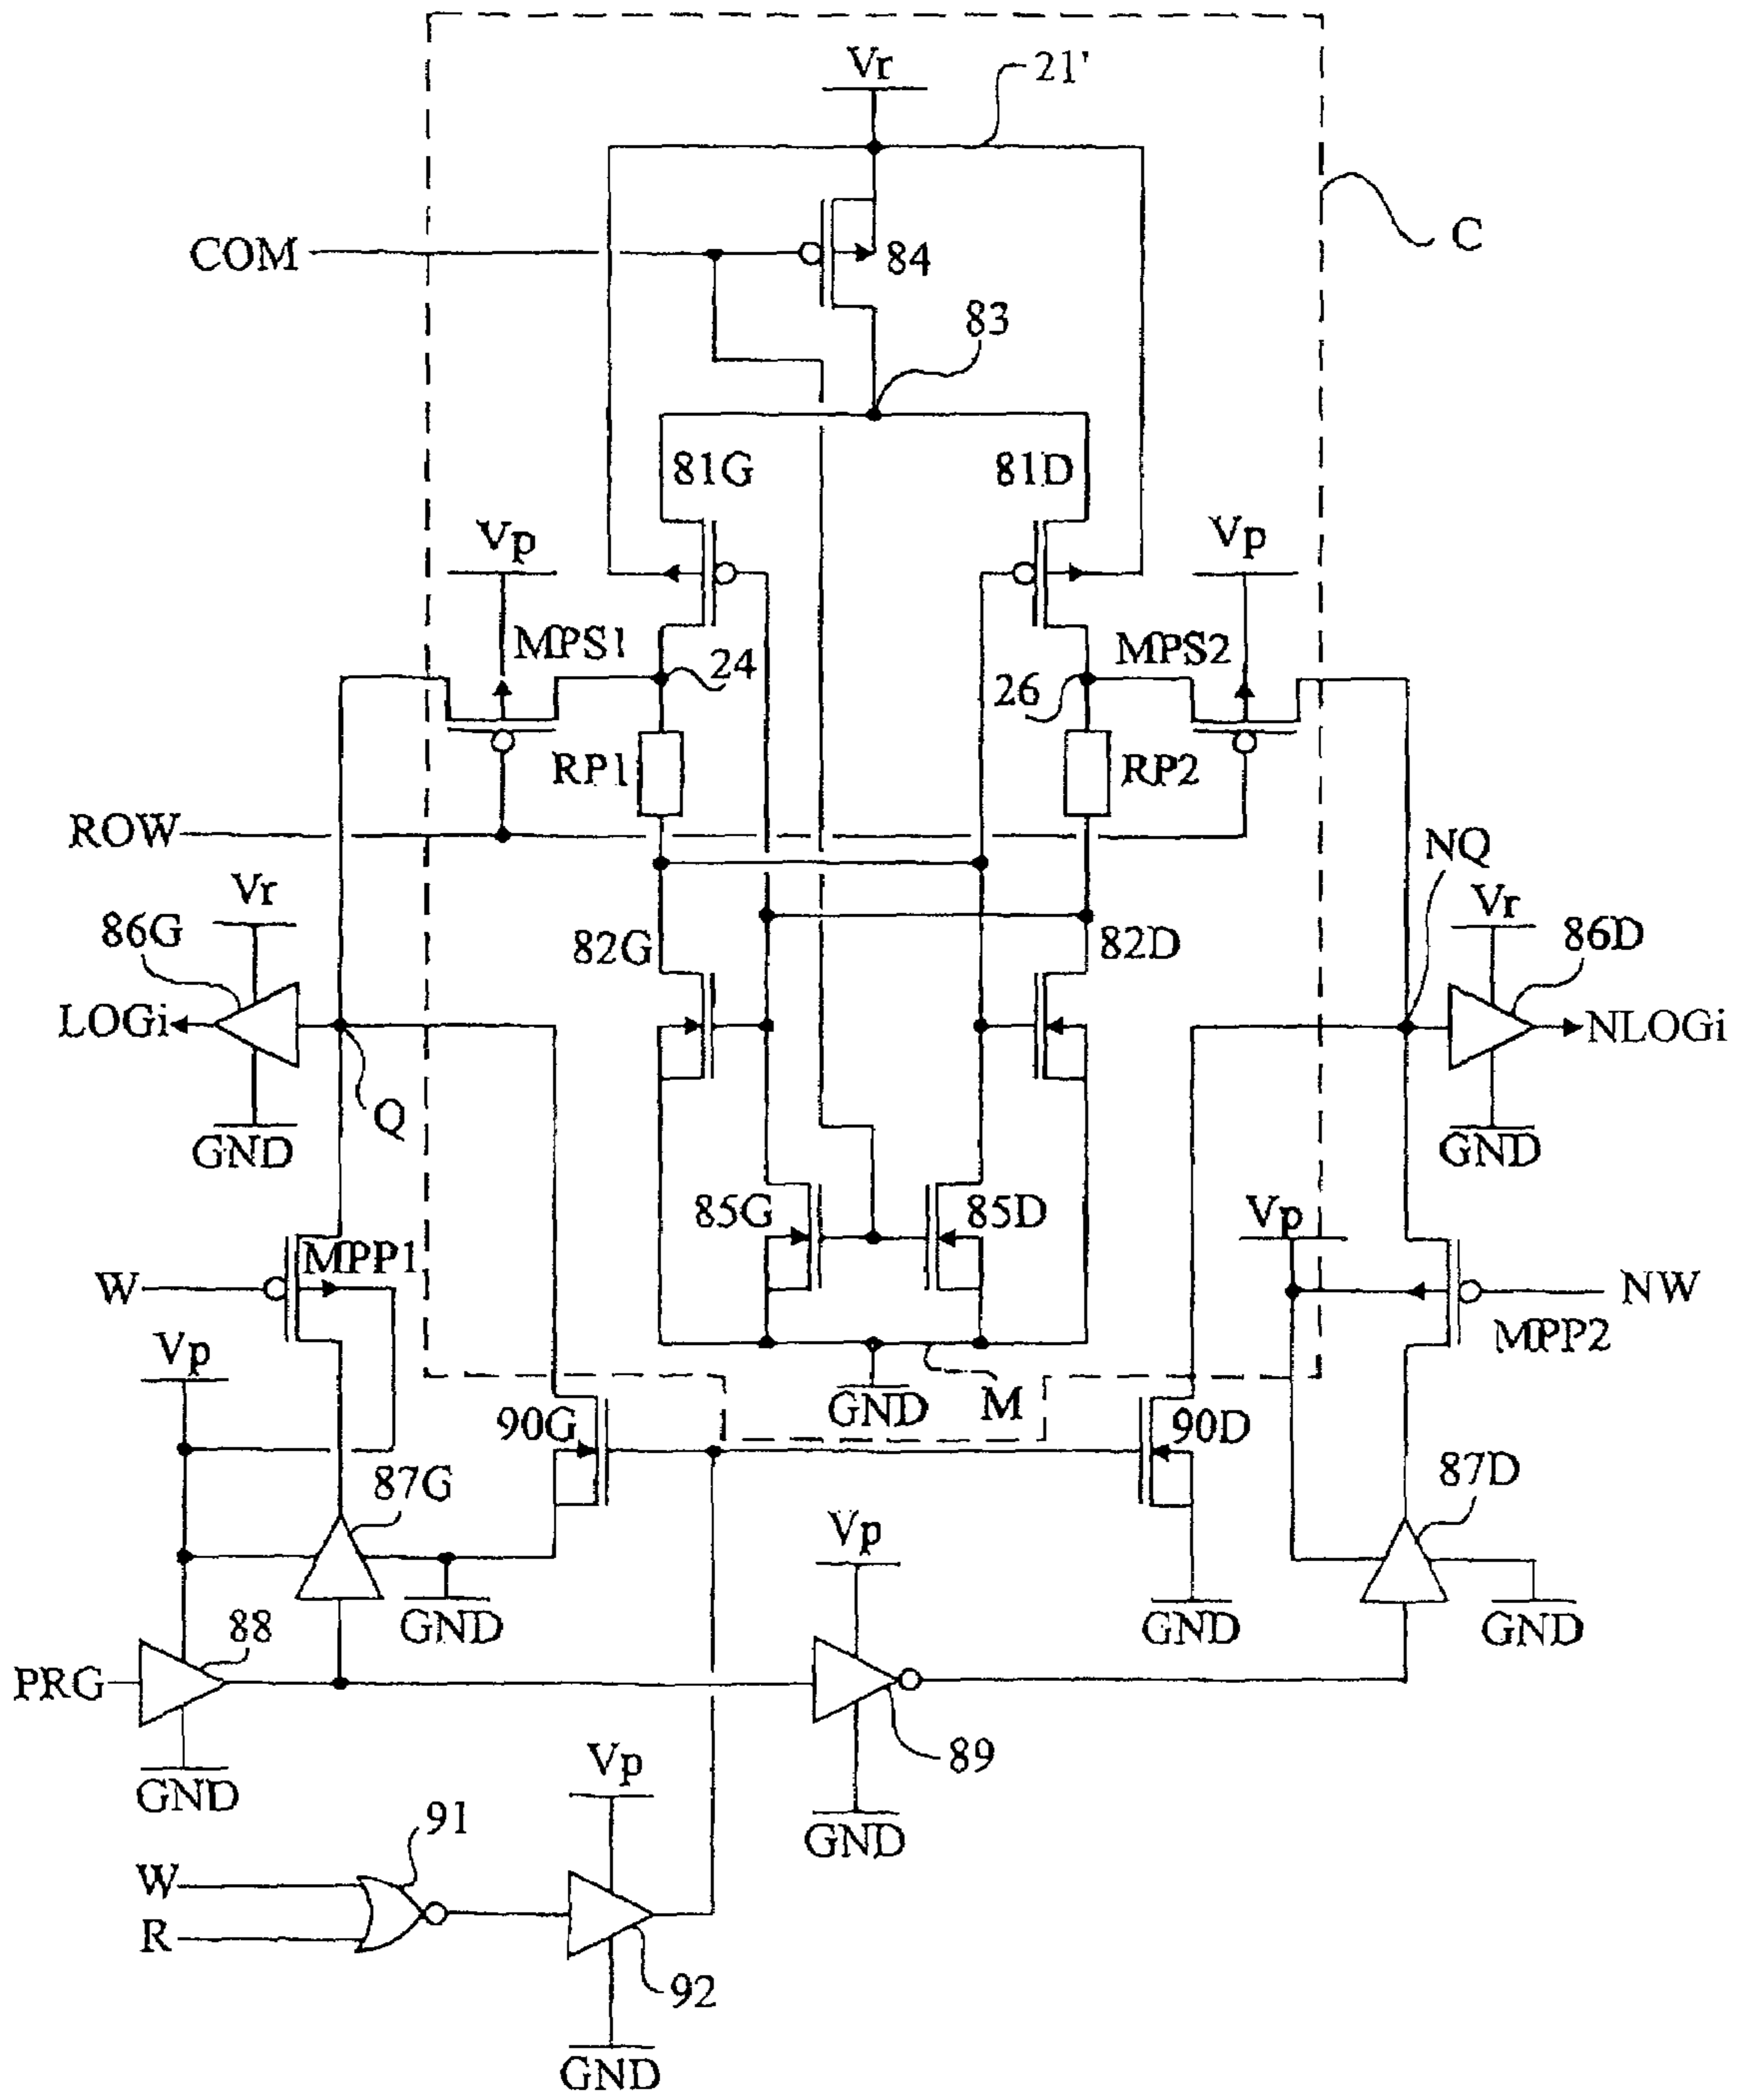 Vr
21'
C
COM
84
83
81G
81D
Vp
Vp
MPS1
MPS2
24
26
RP1
RP2
ROW
NQ
Vr
Vr
86G
86D
82G
82D
LOGi
NLOGi
Q
GND
GND
85G
85D
Vp
MPP1
W
NW
MPP2
Vp
GND
M
90G
90D
87G
87D
Vp
GND
GND
GND
88
PRG
89
Vp
GND
GND
91
W
R
92
GND